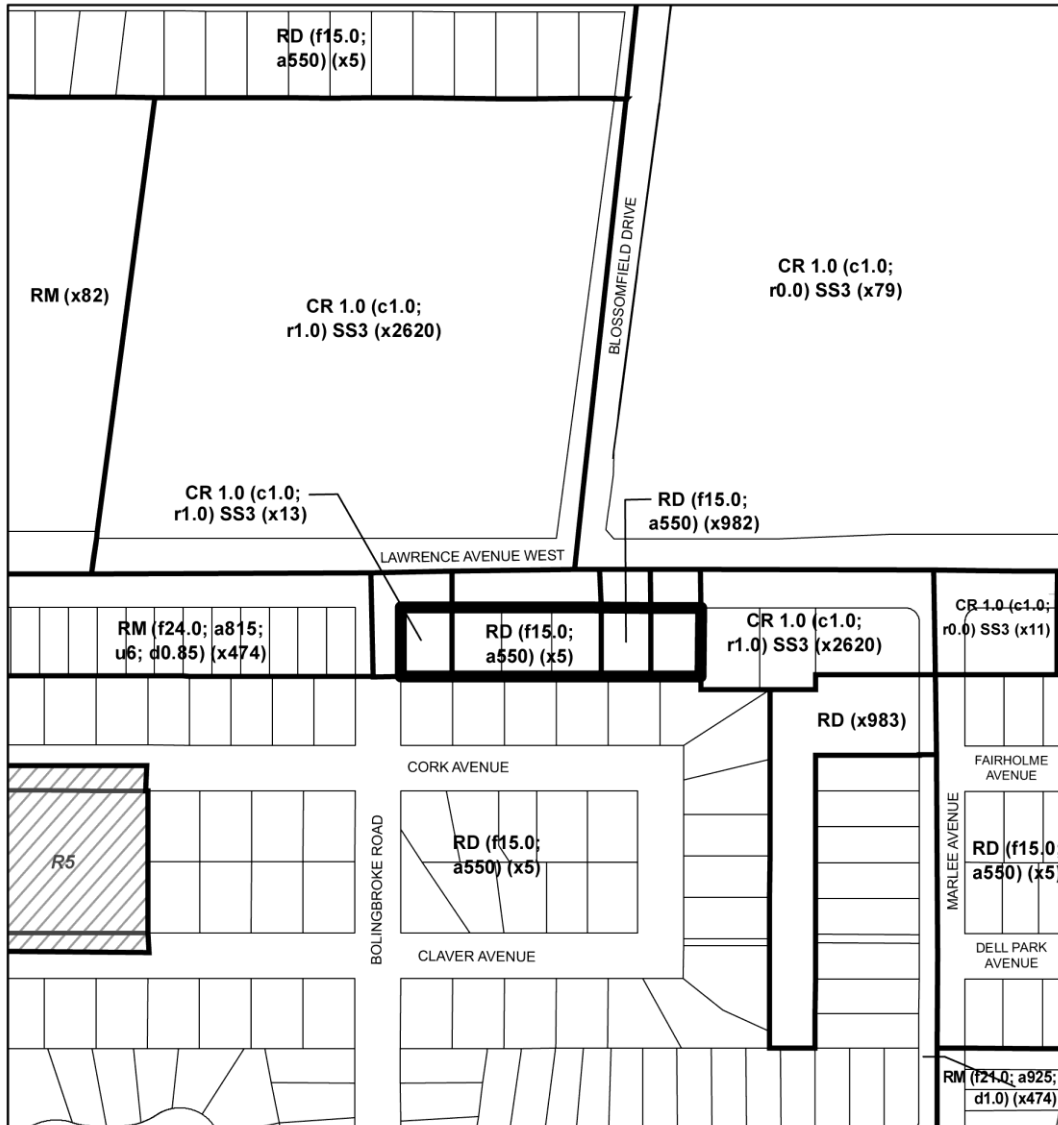 RD (f15.0;
a550) (x5)
BLOSSOMFIELD DRIVE
CR 1.0 (c1.0;
r0.0) SS3 (x79)
RM (x82)
CR 1.0 (c1.0;
r1.0) SS3 (x2620)
CR 1.0 (c1.0;
r1.0) SS3 (x13)
RD (f15.0;
a550) (x982)
LAWRENCE AVENUE WEST
RM (f24.0; a815;
u6; d0.85) (x474)
RD (f15.0;
a550) (x5)
CR 1.0 (c1.0;
r1.0) SS3 (x2620)
CR 1.0 (c1.0;
r0.0) SS3 (x11)
RD (x983)
CORK AVENUE
FAIRHOLME
AVENUE
R5
BOLINGBROKE ROAD
RD (f15.0;
a550) (x5)
MARLEE AVENUE
RD (f15.0;
a550) (x5)
CLAVER AVENUE
DELL PARK
AVENUE
RM (f21.0; a925;
d1.0) (x474)